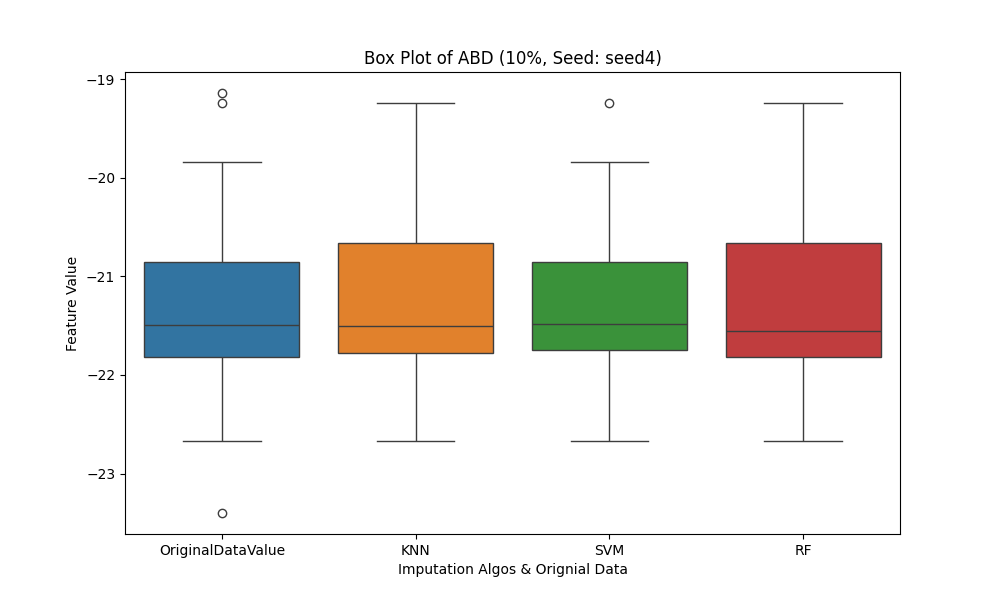 Box Plot of ABD (10%, Seed: seed4)
Feature Value
−19
−20
−21
−22
−23
OriginalDataValue KNN SVM RF
Imputation Algos & Orignial Data